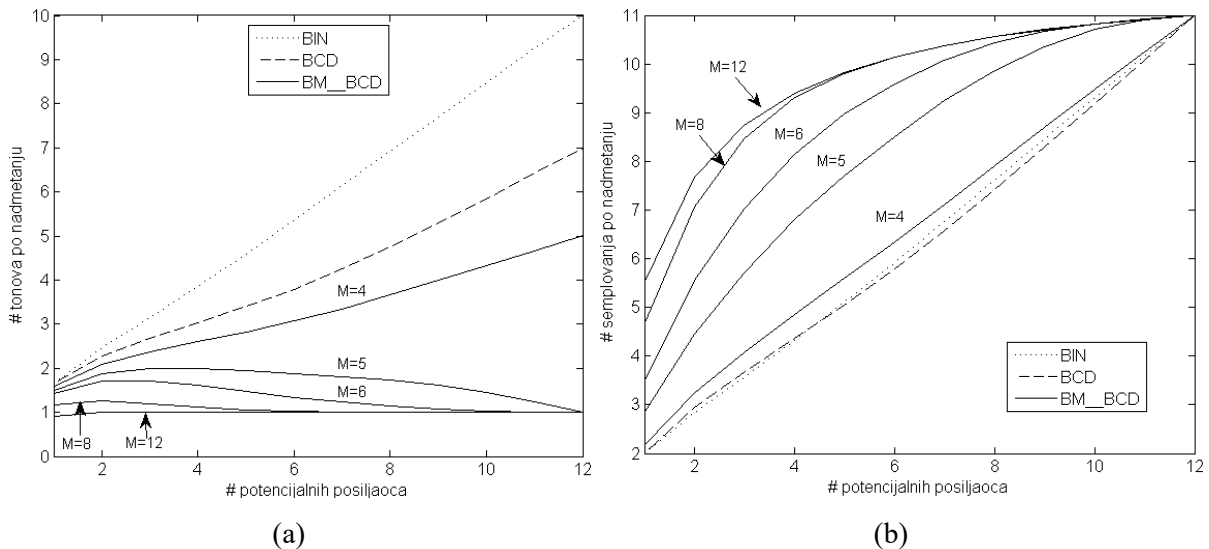 10
9
8
7
6
5
4
3
2
1
0
# tonova po nadmetanju
BIN
BCD
BM__BCD
M=4
M=5
M=6
M=8
M=12
2
4
6
8
10
12
# potencijalnih posiljaoca
(a)
11
10
9
8
7
6
5
4
3
2
# semplovanja po nadmetanju
M=12
M=8
M=6
M=5
M=4
BIN
BCD
BM__BCD
2
4
6
8
10
12
# potencijalnih posiljaoca
(b)